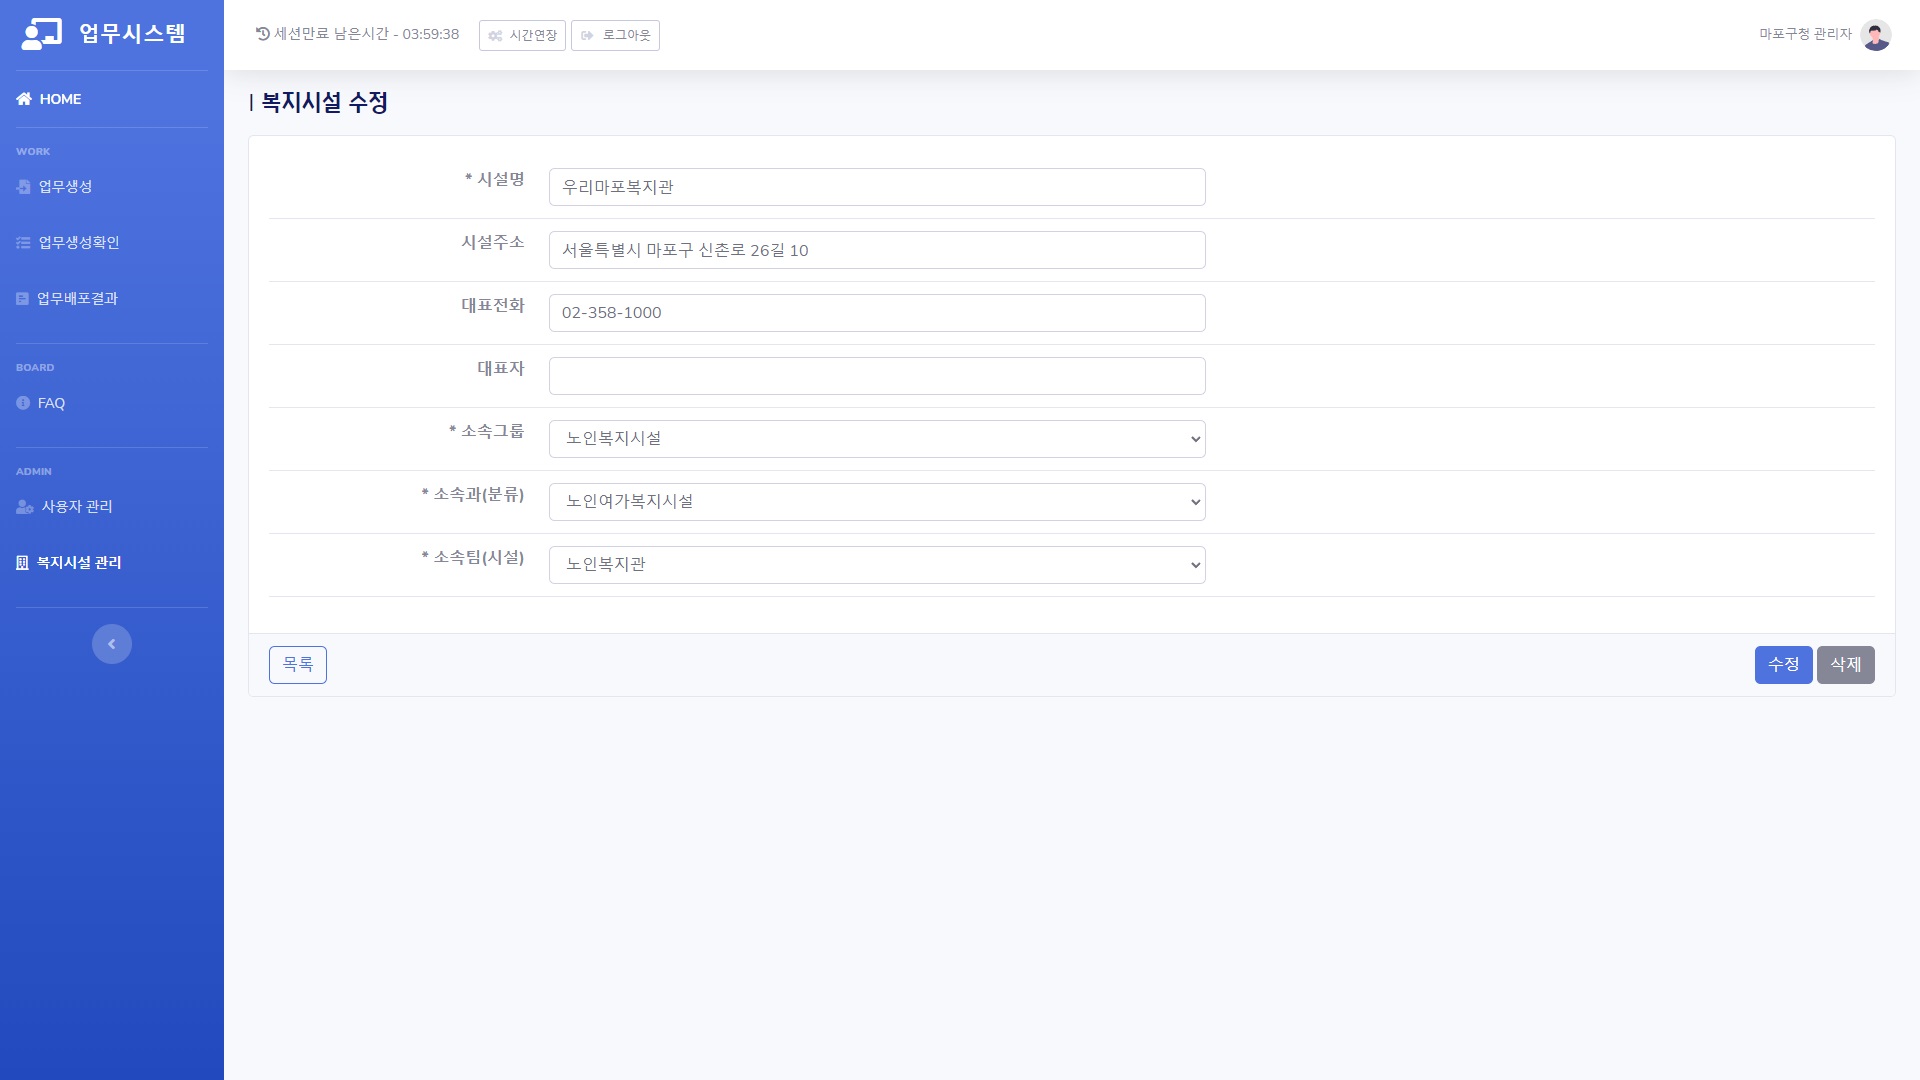 업무시스템
세션만료 남은시간 - 03:59:38
시간연장
로그아웃
마포구청 관리자
HOME
WORK
업무생성
업무생성확인
업무배포결과
BOARD
FAQ
ADMIN
사용자 관리
복지시설 관리
| 복지시설 수정
* 시설명
우리마포복지관
시설주소
서울특별시 마포구 신촌로 26길 10
대표전화
02-358-1000
대표자
* 소속그룹
노인복지시설
* 소속과(분류)
노인여가복지시설
* 소속팀(시설)
노인복지관
목록
수정
삭제